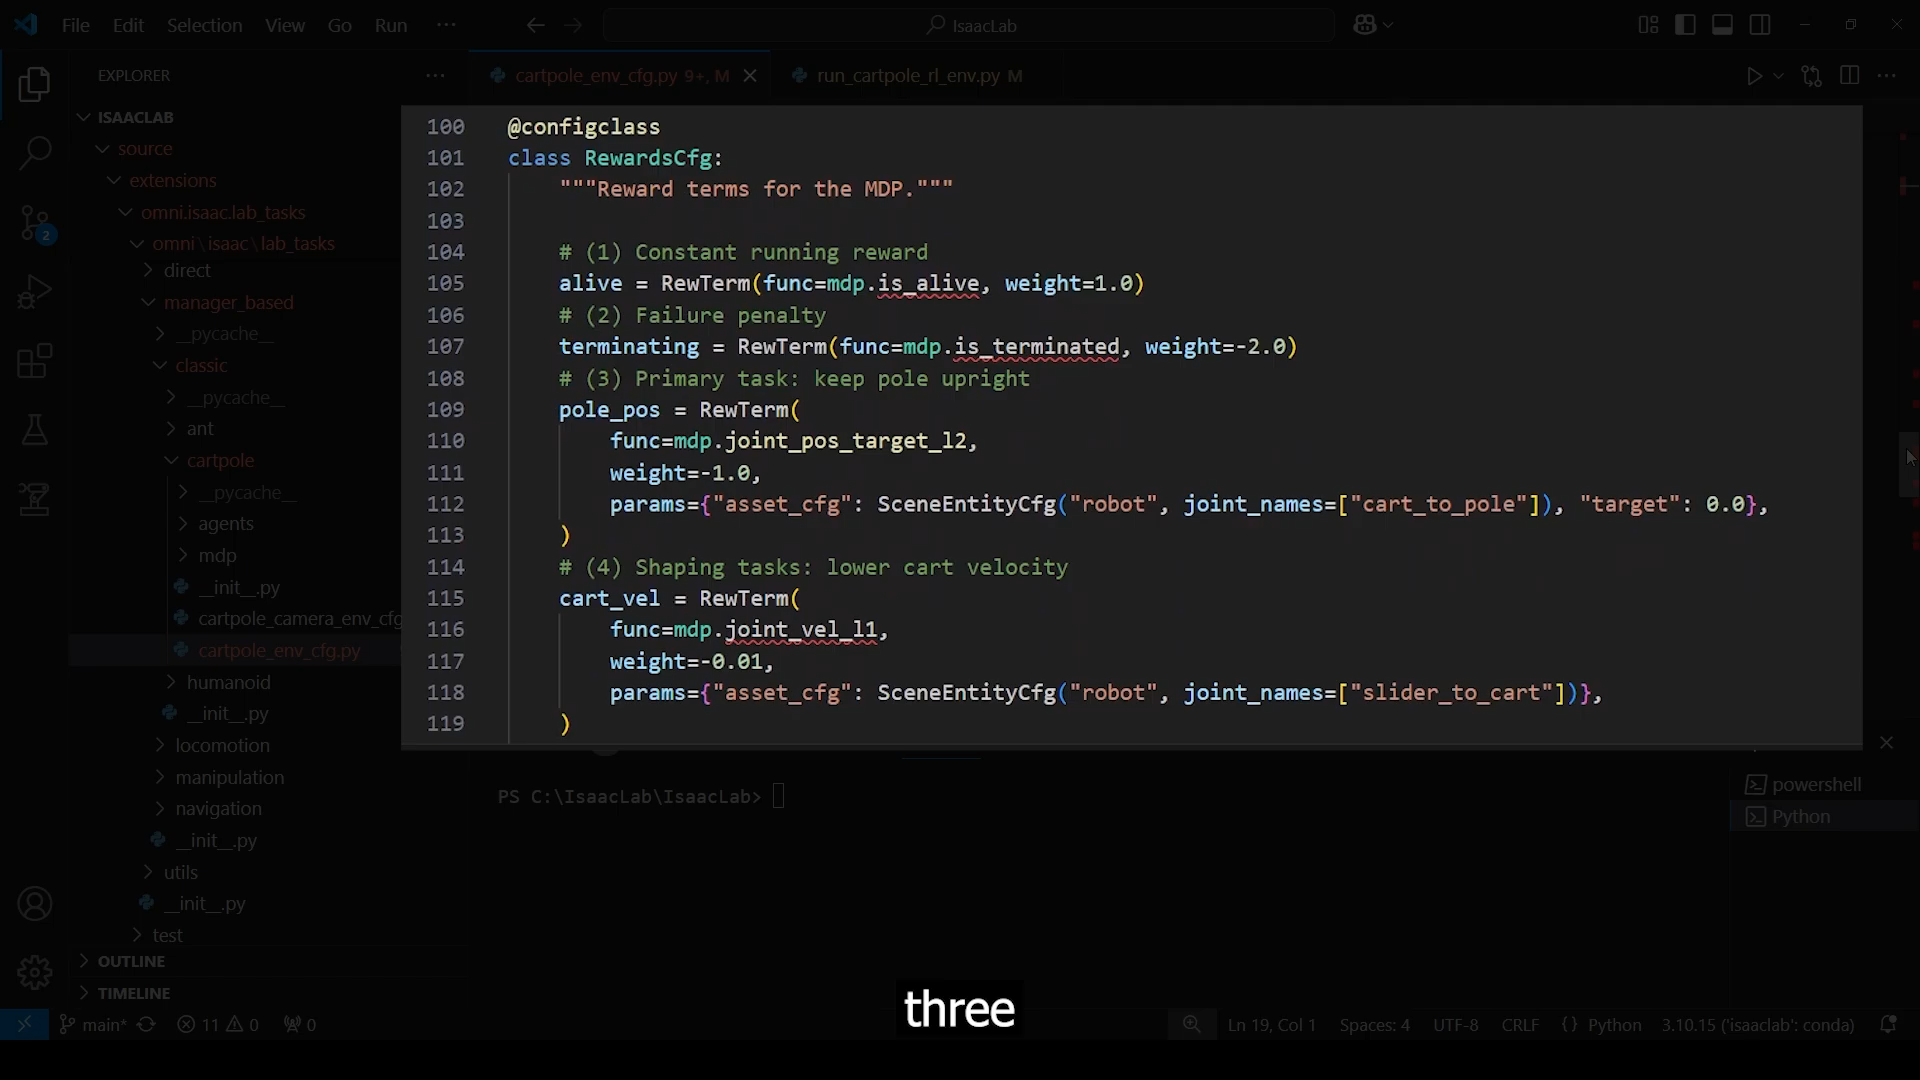 File Edit Selection View Go Run ···
IsaacLab
EXPLORER
ISAACLAB
source
extensions
omni.isaac.lab_tasks
omni\isaac\lab_tasks
direct
manager_based
__pycache__
classic
__pycache__
ant
cartpole
__pycache__
agents
mdp
__init__.py
cartpole_camera_env_cfg
cartpole_env_cfg.py
humanoid
__init__.py
locomotion
manipulation
navigation
__init__.py
utils
__init__.py
test
OUTLINE
TIMELINE
2
cartpole_env_cfg.py 9+, M
run_cartpole_rl_env.py M
100 @configclass
101 class RewardsCfg:
102 """Reward terms for the MDP."""
103
104 # (1) Constant running reward
105 alive = RewTerm(func=mdp.is_alive, weight=1.0)
106 # (2) Failure penalty
107 terminating = RewTerm(func=mdp.is_terminated, weight=-2.0)
108 # (3) Primary task: keep pole upright
109 pole_pos = RewTerm(
110 func=mdp.joint_pos_target_l2,
111 weight=-1.0,
112 params={"asset_cfg": SceneEntityCfg("robot", joint_names=["cart_to_pole"]), "target": 0.0},
113 )
114 # (4) Shaping tasks: lower cart velocity
115 cart_vel = RewTerm(
116 func=mdp.joint_vel_l1,
117 weight=-0.01,
118 params={"asset_cfg": SceneEntityCfg("robot", joint_names=["slider_to_cart"])},
119 )
PS C:\IsaacLab\IsaacLab>
powershell
Python
three
main* 11 0 0
Ln 19, Col 1 Spaces: 4 UTF-8 CRLF {} Python 3.10.15 ('isaaclab': conda)